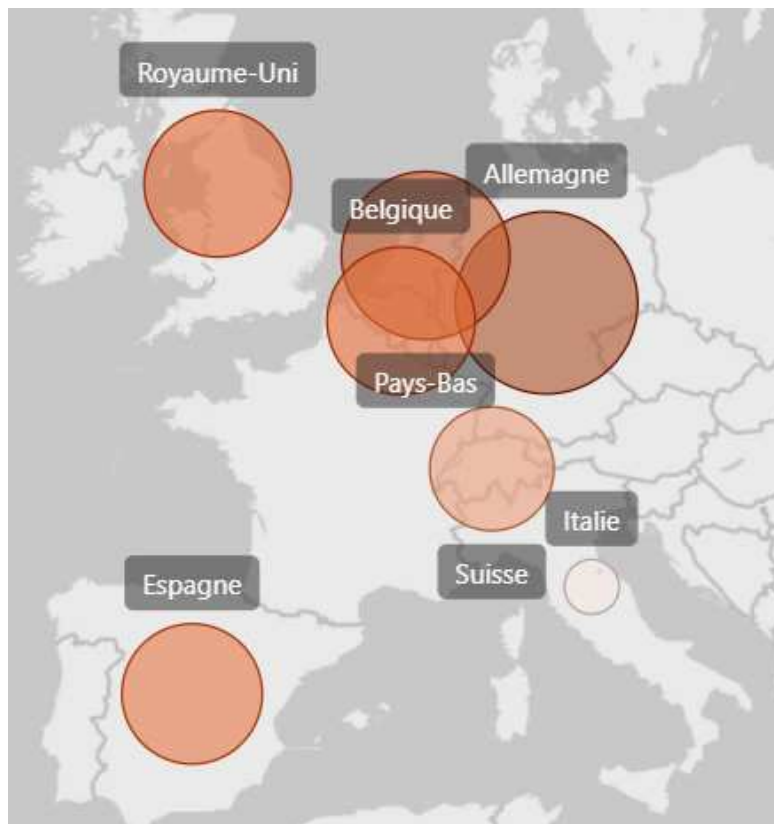 Royaume-Uni
Allemagne
Belgique
Pays-Bas
Italie
Suisse
Espagne